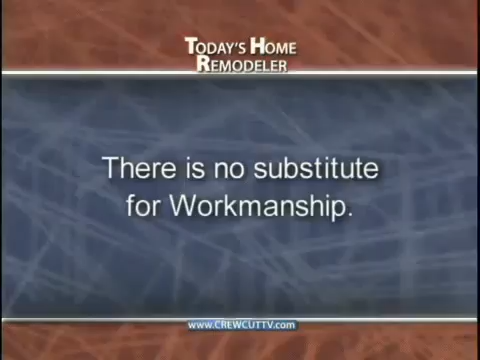 Today's Home
Remodeler
There is no substitute
for Workmanship.
www.CREWCUTTV.com